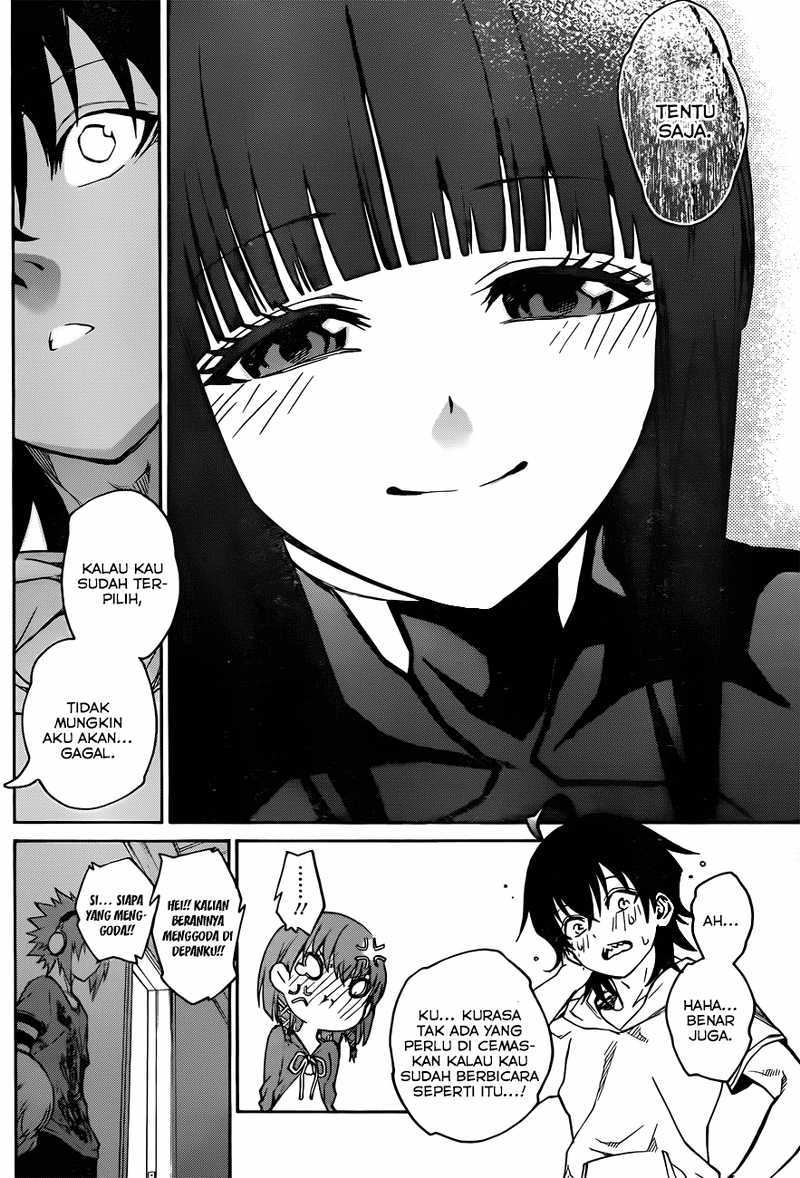 TENTU
SAJA.
KALAU KAU
SUDAH TER-
PILIH,
TIDAK
MUNGKIN
AKU AKAN...
GAGAL.
AH...
HAHA...
BENAR
JUGA.
KU... KURASA
TAK ADA YANG
PERLU DI CEMAS-
KAN KALAU KAU
SUDAH BERBICARA
SEPERTI ITU...!
......
!!
HEI!! KALIAN
BERANINYA
MENGGODA DI
DEPANKU!!
SI... SIAPA
YANG MENG-
GODA!!